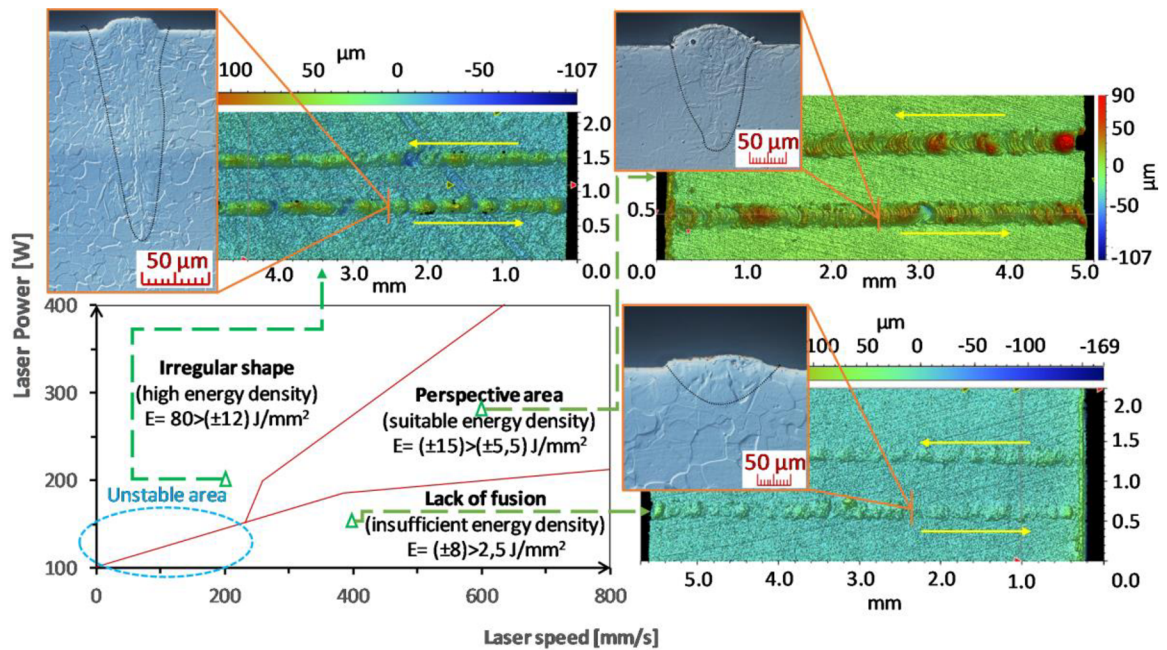 µm
100 50 0 -50 -107
2.0
1.5
1.0
0.5
0.0
4.0 3.0 2.0 1.0
mm
50 µm
50 µm
90
50
0
-50
-107
µm
0.5
0.0 1.0 2.0 3.0 4.0 5.0
mm
Laser Power [W]
400
300
200
100
Irregular shape
(high energy density)
E= 80>(±12) J/mm²
Perspective area
(suitable energy density)
E= (±15)>(±5,5) J/mm²
Unstable area
Lack of fusion
(insufficient energy density)
E= (±8)>2,5 J/mm²
0 200 400 600 800
Laser speed [mm/s]
µm
100 50 0 -50 -100 -169
2.0
1.5
1.0
0.5
0.0
50 µm
5.0 4.0 3.0 2.0 1.0
mm